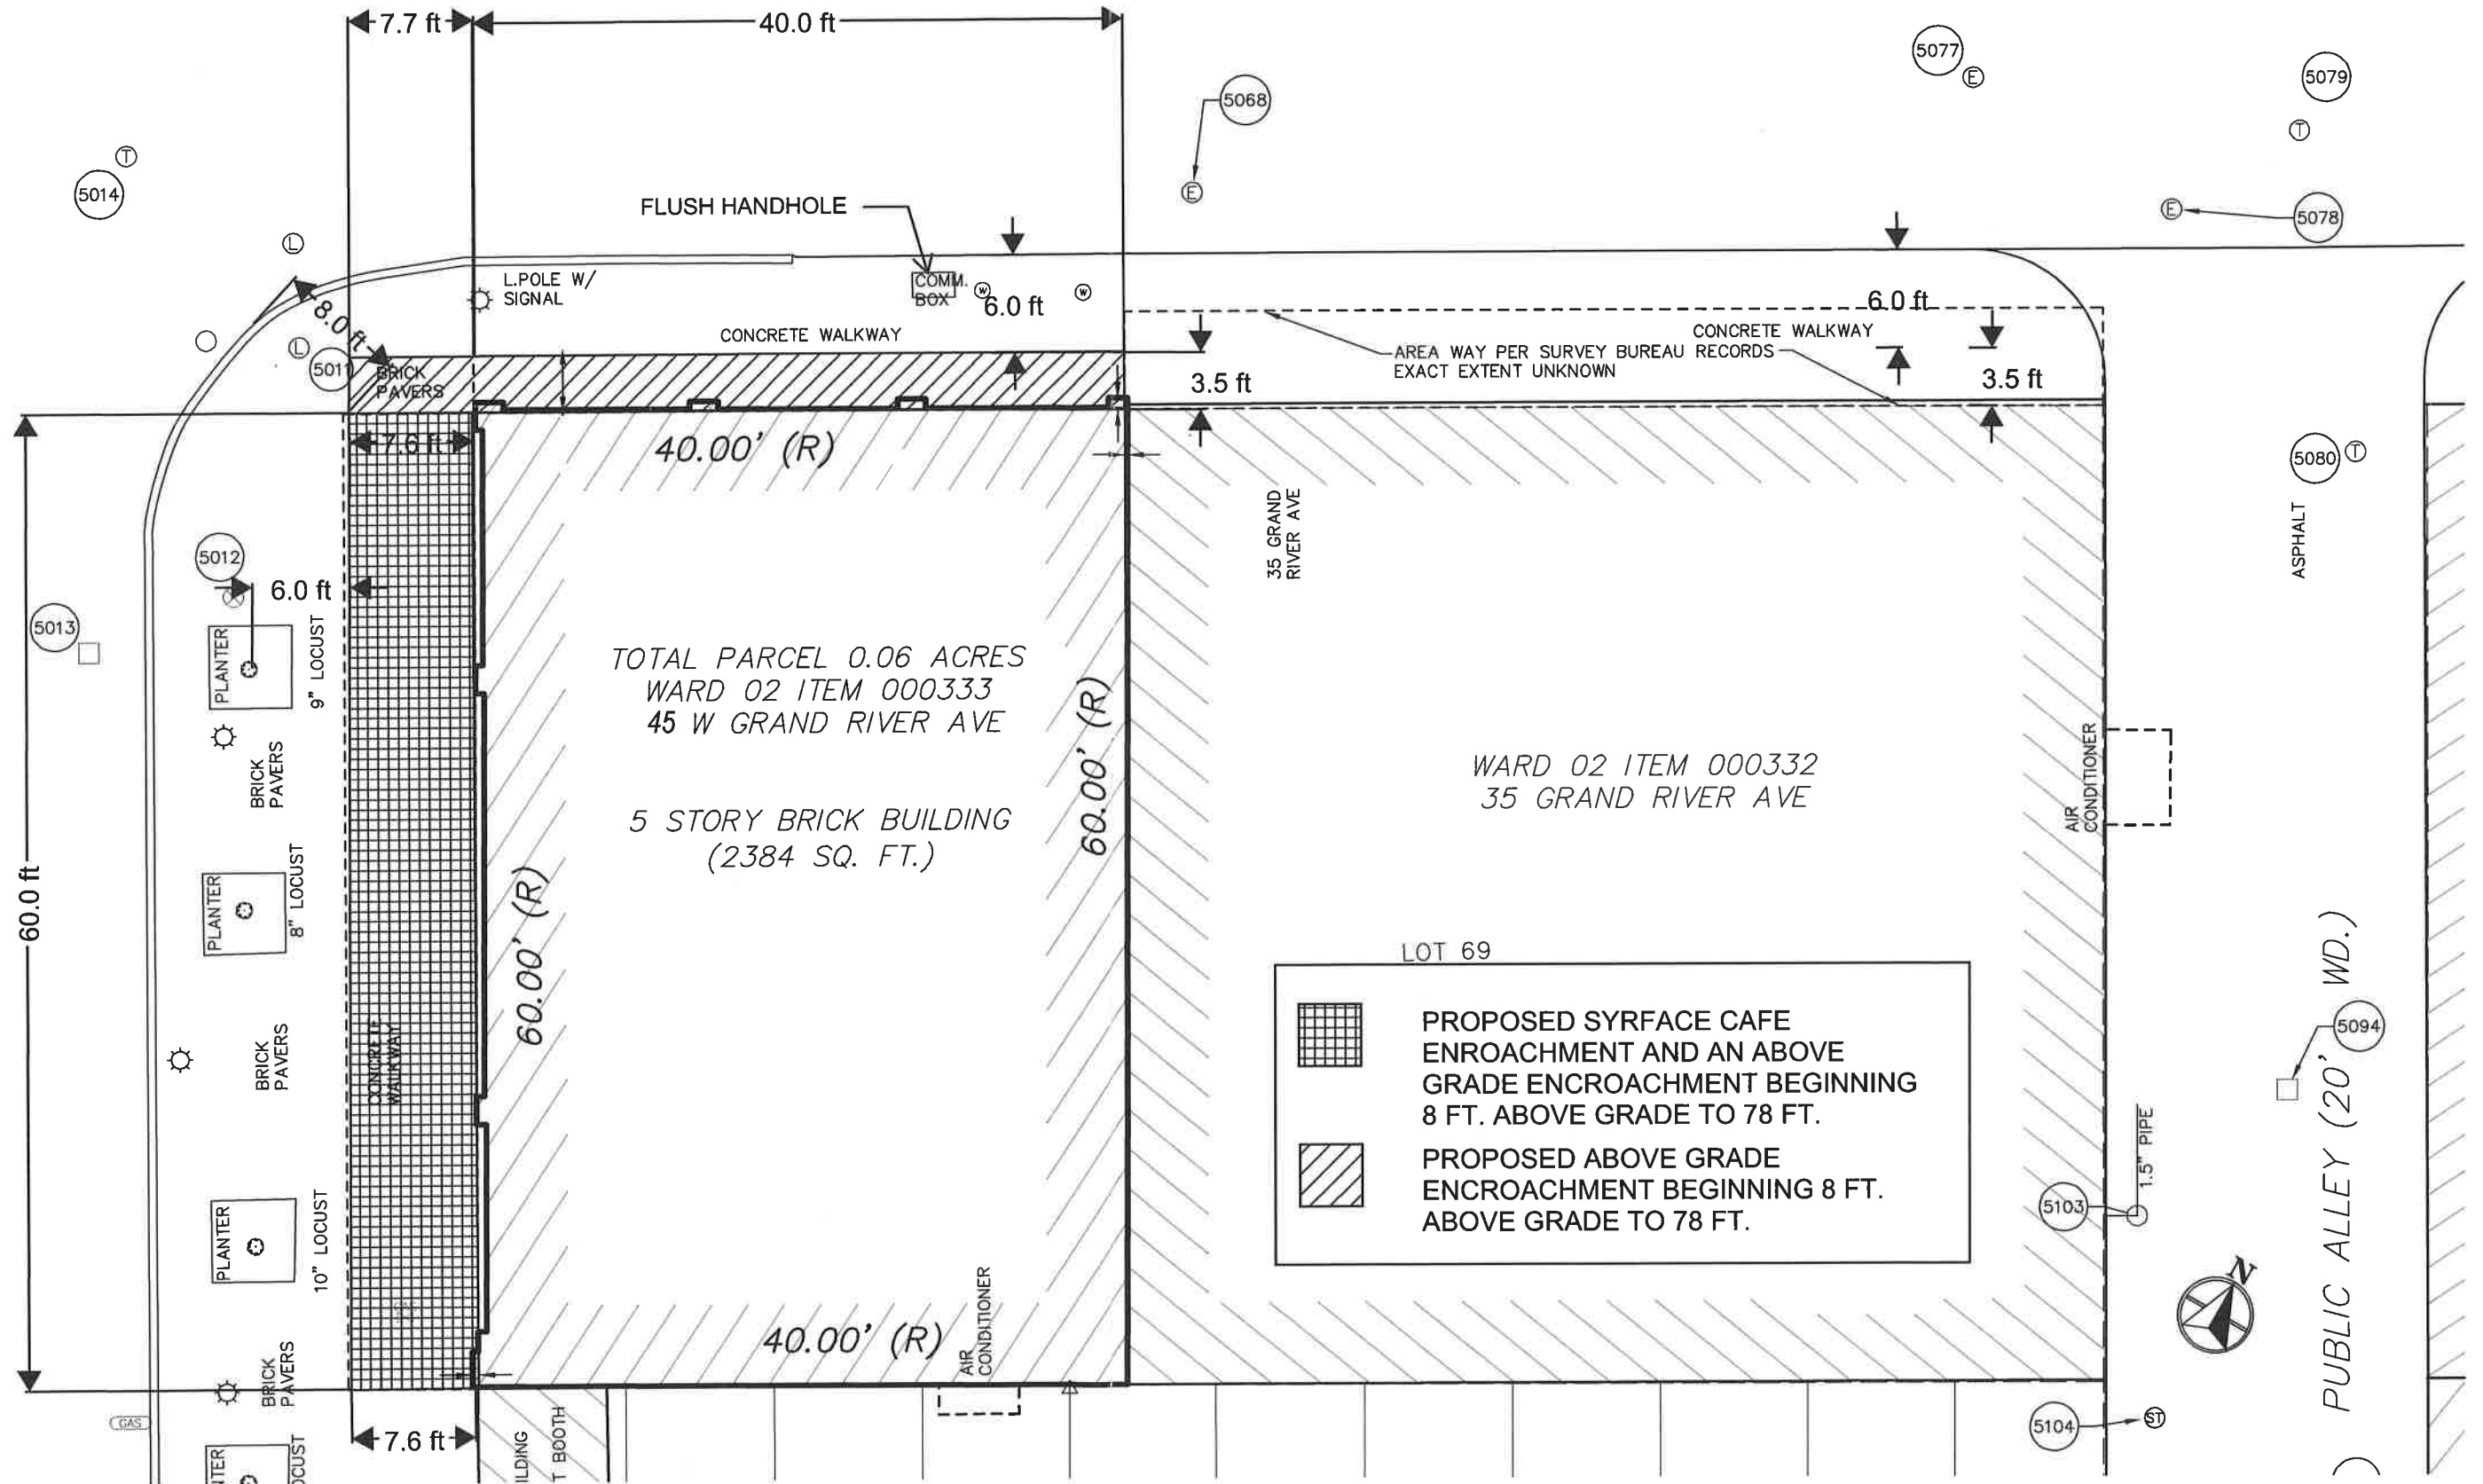 7.7 ft
40.0 ft
5077
E
5079
T
5068
E
T
5014
FLUSH HANDHOLE
E
5078
L
L.POLE W/
SIGNAL
COMM.
BOX
W
6.0 ft
W
6.0 ft
8.0 ft
CONCRETE WALKWAY
CONCRETE WALKWAY
L
5011
BRICK
PAVERS
AREA WAY PER SURVEY BUREAU RECORDS
EXACT EXTENT UNKNOWN
3.5 ft
3.5 ft
7.6 ft
40.00' (R)
5080
T
35 GRAND
RIVER AVE
ASPHALT
5012
6.0 ft
5013
PLANTER
9" LOCUST
TOTAL PARCEL 0.06 ACRES
WARD 02 ITEM 000333
45 W GRAND RIVER AVE
60.00' (R)
BRICK
PAVERS
WARD 02 ITEM 000332
35 GRAND RIVER AVE
AIR
CONDITIONER
5 STORY BRICK BUILDING
(2384 SQ. FT.)
60.0 ft
PLANTER
8" LOCUST
60.00' (R)
LOT 69
PROPOSED SYRFACE CAFE
ENROACHMENT AND AN ABOVE
GRADE ENCROACHMENT BEGINNING
8 FT. ABOVE GRADE TO 78 FT.
PROPOSED ABOVE GRADE
ENCROACHMENT BEGINNING 8 FT.
ABOVE GRADE TO 78 FT.
BRICK
PAVERS
CONCRETE
WALKWAY
5094
PUBLIC ALLEY (20' WD.)
1.5" PIPE
5103
PLANTER
10" LOCUST
N
40.00' (R)
AIR
CONDITIONER
BRICK
PAVERS
GAS
7.6 ft
5104
ST
NTER
OCUST
ILDING
T BOOTH
)